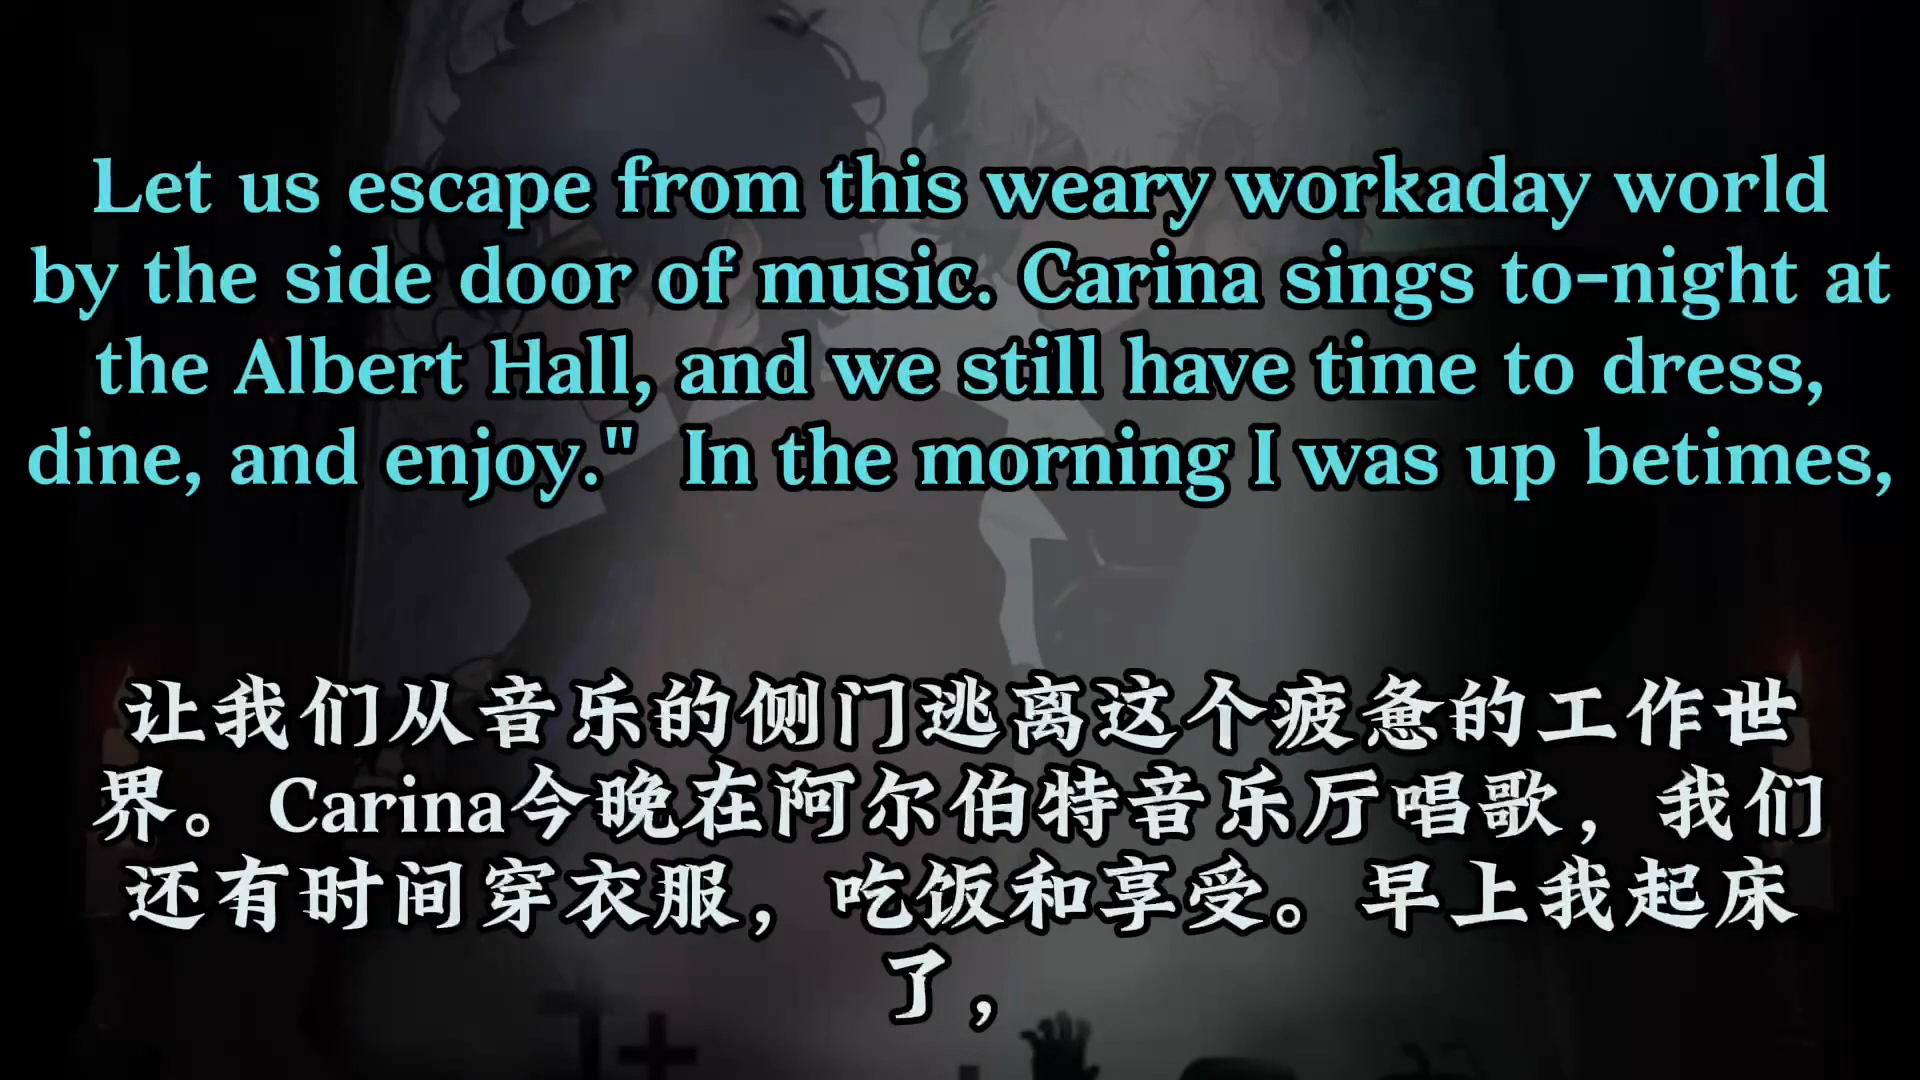 Let us escape from this weary workaday world
by the side door of music. Carina sings to-night at
the Albert Hall, and we still have time to dress,
dine, and enjoy."  In the morning I was up betimes,
让我们从音乐的侧门逃离这个疲惫的工作世
界。Carina今晚在阿尔伯特音乐厅唱歌，我们
还有时间穿衣服，吃饭和享受。早上我起床
了，